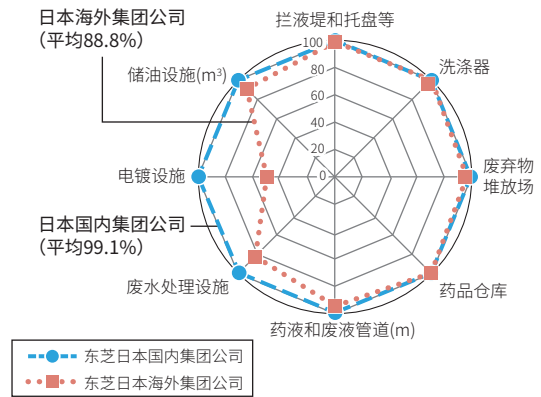 日本海外集团公司
（平均88.8%）
拦液堤和托盘等
储油设施(m³)
洗涤器
100
80
60
40
20
0
电镀设施
废弃物
堆放场
日本国内集团公司
（平均99.1%）
废水处理设施
药品仓库
药液和废液管道(m)
东芝日本国内集团公司
东芝日本海外集团公司